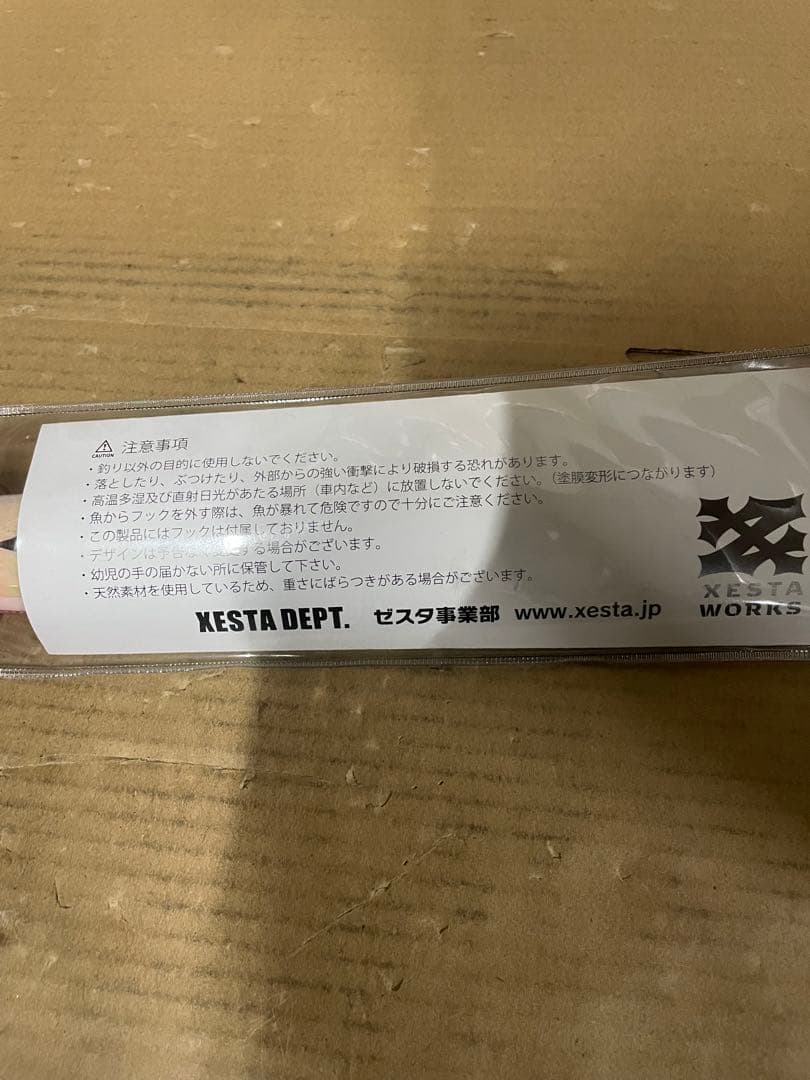 CAUTION 注意事項
・釣り以外の目的に使用しないでください。
・落としたり、ぶつけたり、外部からの強い衝撃により破損する恐れがあります。
・高温多湿及び直射日光があたる場所（車内など）に放置しないでください。（塗膜変形につながります）
・魚からフックを外す際は、魚が暴れて危険ですので十分にご注意ください。
・この製品にはフックは付属しておりません。
・デザインは予告なく変更する場合がございます。
・幼児の手の届かない所に保管して下さい。
・天然素材を使用しているため、重さにばらつきがある場合がございます。
XESTA DEPT. ゼスタ事業部 www.xesta.jp
XESTA
WORKS